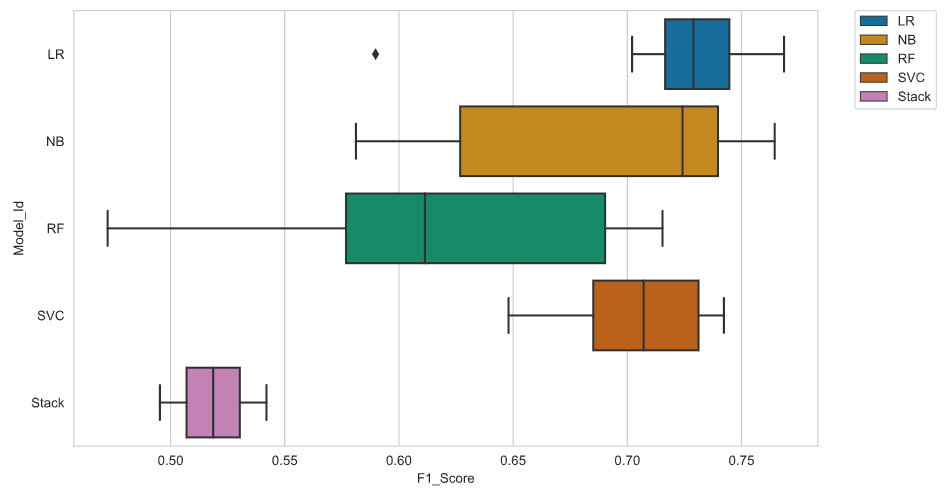 LR
NB
RF
SVC
Stack
Model_Id
LR
NB
RF
SVC
Stack
0.50 0.55 0.60 0.65 0.70 0.75
F1_Score